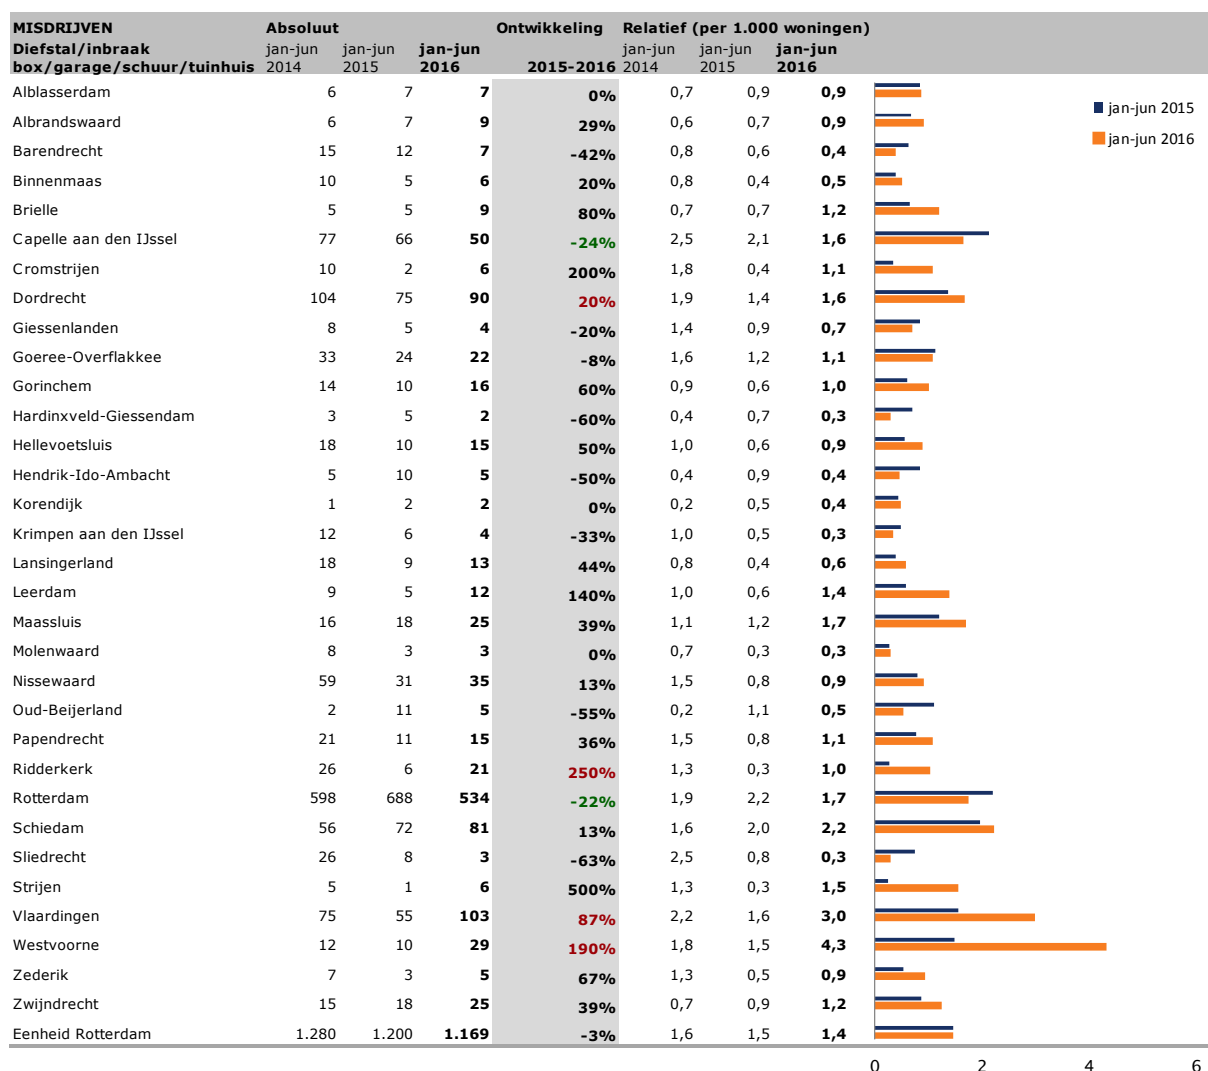 MISDRIJVEN Absoluut Ontwikkeling Relatief (per 1.000 woningen)
Diefstal/inbraak jan-jun jan-jun jan-jun jan-jun jan-jun jan-jun
box/garage/schuur/tuinhuis 2014 2015 2016 2015-2016 2014 2015 2016
Alblasserdam 6 7 7 0% 0,7 0,9 0,9
jan-jun 2015
Albrandswaard 6 7 9 29% 0,6 0,7 0,9
jan-jun 2016
Barendrecht 15 12 7 -42% 0,8 0,6 0,4
Binnenmaas 10 5 6 20% 0,8 0,4 0,5
Brielle 5 5 9 80% 0,7 0,7 1,2
Capelle aan den IJssel 77 66 50 -24% 2,5 2,1 1,6
Cromstrijen 10 2 6 200% 1,8 0,4 1,1
Dordrecht 104 75 90 20% 1,9 1,4 1,6
Giessenlanden 8 5 4 -20% 1,4 0,9 0,7
Goeree-Overflakkee 33 24 22 -8% 1,6 1,2 1,1
Gorinchem 14 10 16 60% 0,9 0,6 1,0
Hardinxveld-Giessendam 3 5 2 -60% 0,4 0,7 0,3
Hellevoetsluis 18 10 15 50% 1,0 0,6 0,9
Hendrik-Ido-Ambacht 5 10 5 -50% 0,4 0,9 0,4
Korendijk 1 2 2 0% 0,2 0,5 0,4
Krimpen aan den IJssel 12 6 4 -33% 1,0 0,5 0,3
Lansingerland 18 9 13 44% 0,8 0,4 0,6
Leerdam 9 5 12 140% 1,0 0,6 1,4
Maassluis 16 18 25 39% 1,1 1,2 1,7
Molenwaard 8 3 3 0% 0,7 0,3 0,3
Nissewaard 59 31 35 13% 1,5 0,8 0,9
Oud-Beijerland 2 11 5 -55% 0,2 1,1 0,5
Papendrecht 21 11 15 36% 1,5 0,8 1,1
Ridderkerk 26 6 21 250% 1,3 0,3 1,0
Rotterdam 598 688 534 -22% 1,9 2,2 1,7
Schiedam 56 72 81 13% 1,6 2,0 2,2
Sliedrecht 26 8 3 -63% 2,5 0,8 0,3
Strijen 5 1 6 500% 1,3 0,3 1,5
Vlaardingen 75 55 103 87% 2,2 1,6 3,0
Westvoorne 12 10 29 190% 1,8 1,5 4,3
Zederik 7 3 5 67% 1,3 0,5 0,9
Zwijndrecht 15 18 25 39% 0,7 0,9 1,2
Eenheid Rotterdam 1.280 1.200 1.169 -3% 1,6 1,5 1,4
0 2 4 6